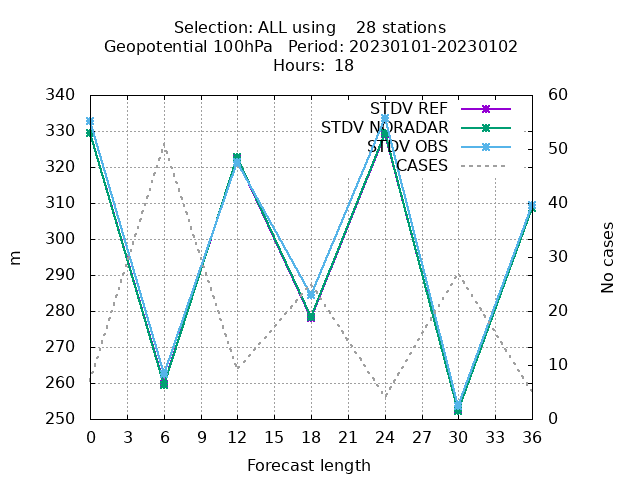 Selection: ALL using    28 stations
Geopotential 100hPa   Period: 20230101-20230102
Hours: 18
340
330
320
310
300
290
280
270
260
250
60
50
40
30
20
10
0
STDV REF
STDV NORADAR
STDV OBS
CASES
m
No cases
0 3 6 9 12 15 18 21 24 27 30 33 36
Forecast length